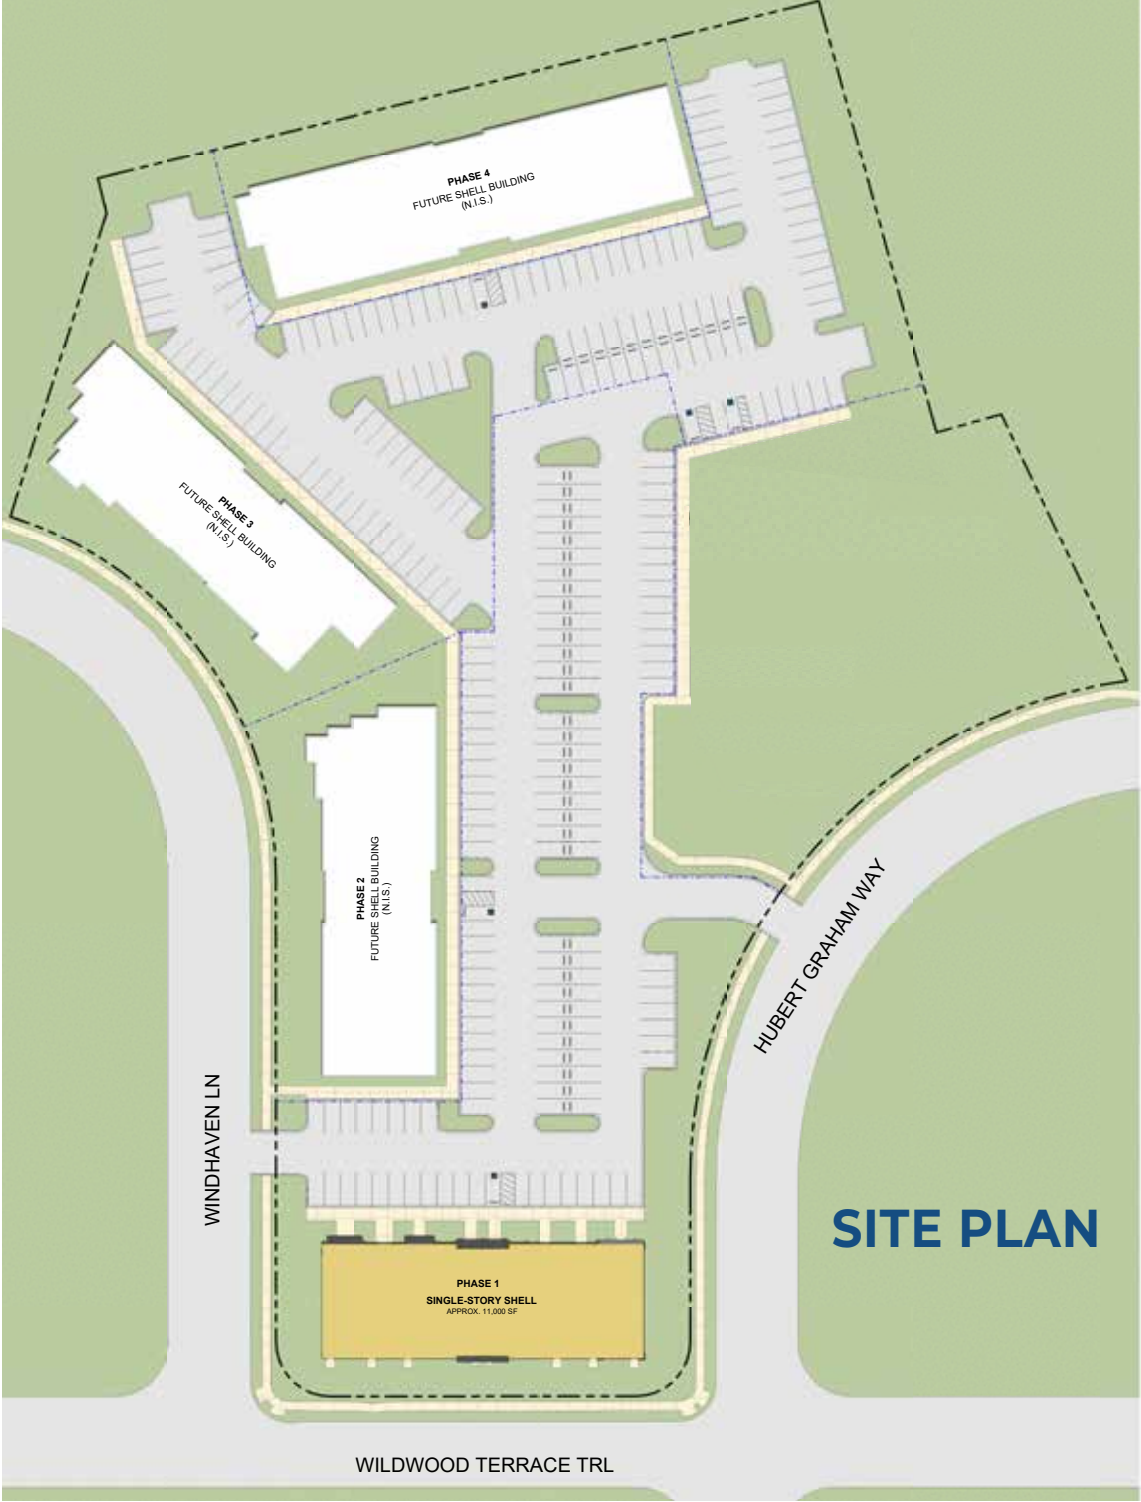 PHASE 4
FUTURE SHELL BUILDING
(N.I.S.)
PHASE 3
FUTURE SHELL BUILDING
(N.I.S.)
PHASE 2
FUTURE SHELL BUILDING
(N.I.S.)
HUBERT GRAHAM WAY
WINDHAVEN LN
SITE PLAN
PHASE 1
SINGLE-STORY SHELL
APPROX. 11,000 SF
WILDWOOD TERRACE TRL